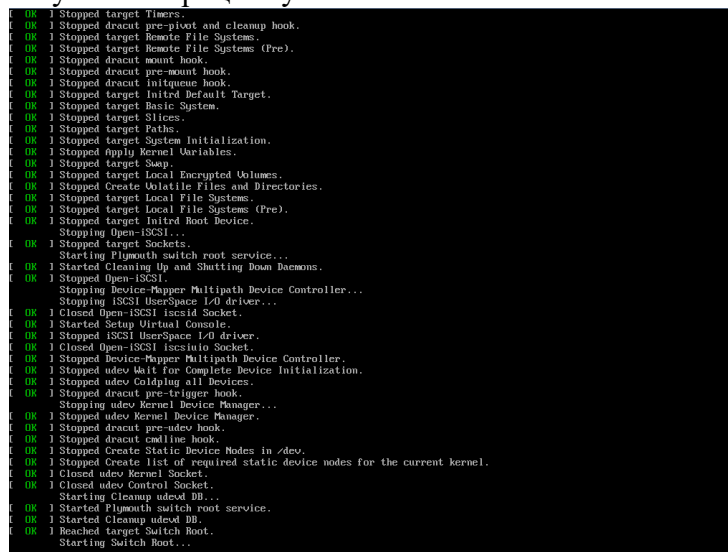 [  OK  ] Stopped target Timers.
[  OK  ] Stopped dracut pre-pivot and cleanup hook.
[  OK  ] Stopped target Remote File Systems.
[  OK  ] Stopped target Remote File Systems (Pre).
[  OK  ] Stopped dracut mount hook.
[  OK  ] Stopped dracut pre-mount hook.
[  OK  ] Stopped dracut initqueue hook.
[  OK  ] Stopped target Initrd Default Target.
[  OK  ] Stopped target Basic System.
[  OK  ] Stopped target Slices.
[  OK  ] Stopped target Paths.
[  OK  ] Stopped target System Initialization.
[  OK  ] Stopped Apply Kernel Variables.
[  OK  ] Stopped target Swap.
[  OK  ] Stopped target Local Encrypted Volumes.
[  OK  ] Stopped Create Volatile Files and Directories.
[  OK  ] Stopped target Local File Systems.
[  OK  ] Stopped target Local File Systems (Pre).
[  OK  ] Stopped target Initrd Root Device.
Stopping Open-iSCSI...
[  OK  ] Stopped target Sockets.
Starting Plymouth switch root service...
[  OK  ] Started Cleaning Up and Shutting Down Daemons.
[  OK  ] Stopped Open-iSCSI.
Stopping Device-Mapper Multipath Device Controller...
Stopping iSCSI UserSpace I/O driver...
[  OK  ] Closed Open-iSCSI iscsid Socket.
[  OK  ] Started Setup Virtual Console.
[  OK  ] Stopped iSCSI UserSpace I/O driver.
[  OK  ] Closed Open-iSCSI iscsiuio Socket.
[  OK  ] Stopped Device-Mapper Multipath Device Controller.
[  OK  ] Stopped udev Wait for Complete Device Initialization.
[  OK  ] Stopped udev Coldplug all Devices.
[  OK  ] Stopped dracut pre-trigger hook.
Stopping udev Kernel Device Manager...
[  OK  ] Stopped udev Kernel Device Manager.
[  OK  ] Stopped dracut pre-udev hook.
[  OK  ] Stopped dracut cmdline hook.
[  OK  ] Stopped Create Static Device Nodes in /dev.
[  OK  ] Stopped Create list of required static device nodes for the current kernel.
[  OK  ] Closed udev Kernel Socket.
[  OK  ] Closed udev Control Socket.
Starting Cleanup udevd DB...
[  OK  ] Started Plymouth switch root service.
[  OK  ] Started Cleanup udevd DB.
[  OK  ] Reached target Switch Root.
Starting Switch Root...